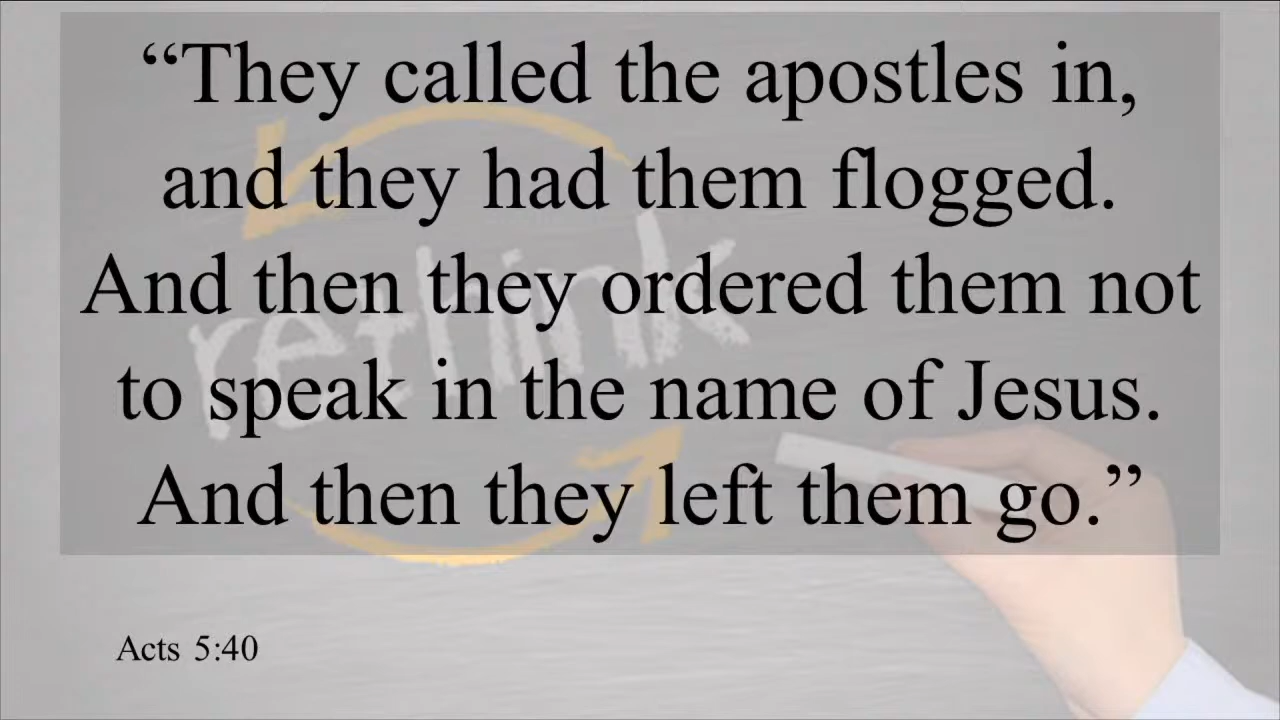 “They called the apostles in,
and they had them flogged.
And then they ordered them not
to speak in the name of Jesus.
And then they left them go.”
rethink
Acts 5:40